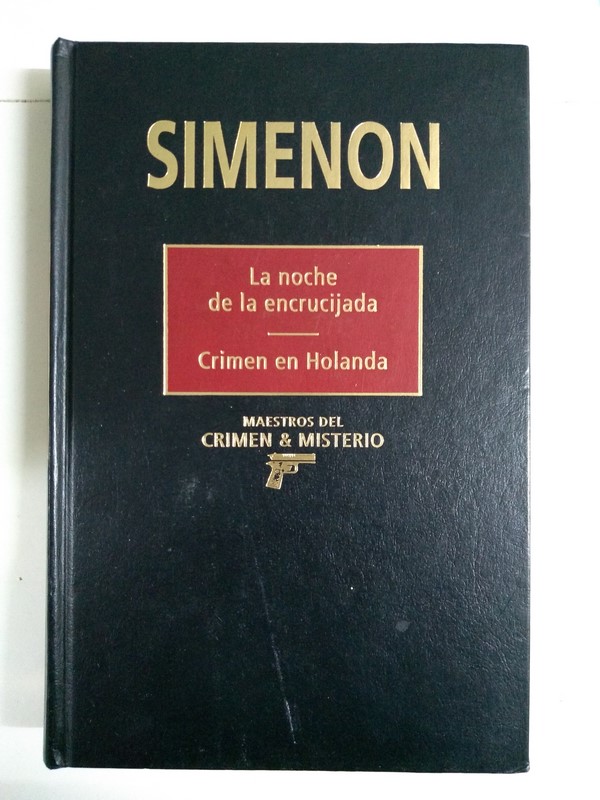 SIMENON
La noche
de la encrucijada
Crimen en Holanda
MAESTROS DEL
CRIMEN & MISTERIO